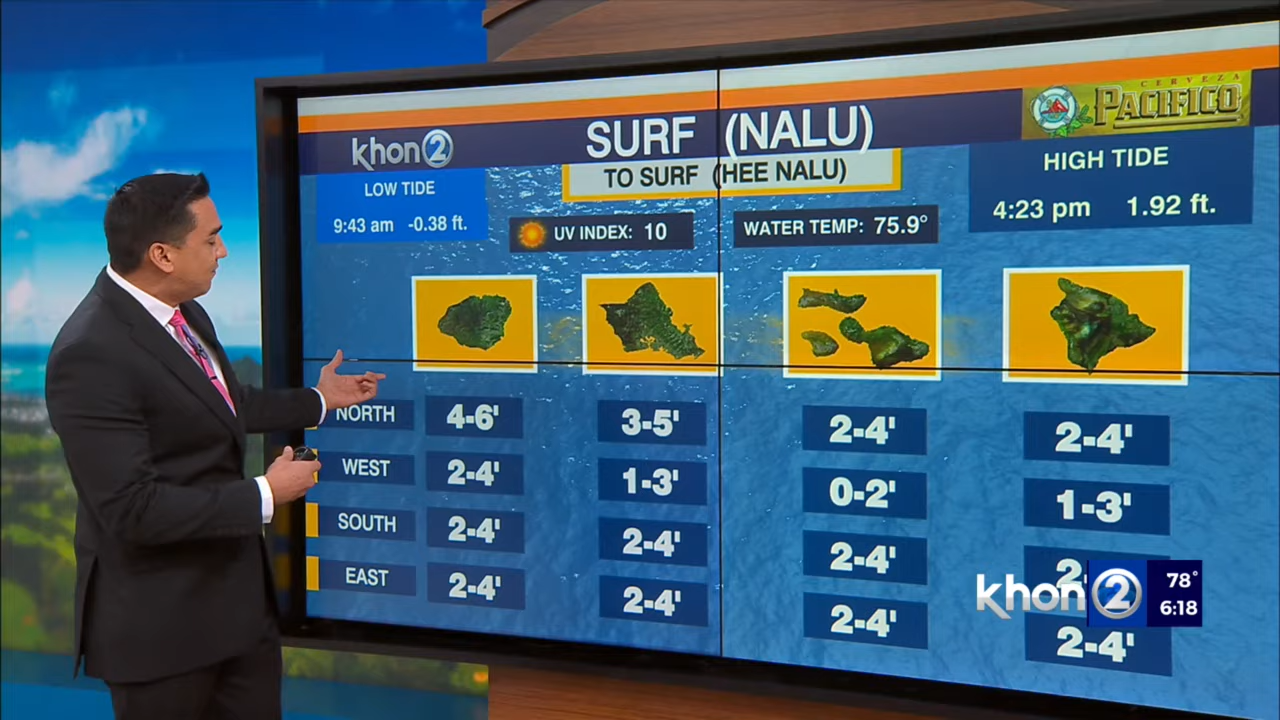 CERVEZA
PACIFICO
khon2
SURF (NALU)
TO SURF (HEE NALU)
LOW TIDE
9:43 am -0.38 ft.
HIGH TIDE
4:23 pm 1.92 ft.
UV INDEX: 10
WATER TEMP: 75.9°
NORTH 4-6' 3-5' 2-4' 2-4'
WEST 2-4' 1-3' 0-2' 1-3'
SOUTH 2-4' 2-4' 2-4' 2
EAST 2-4' 2-4' 2-4' 2-4'
khon2 78°
6:18